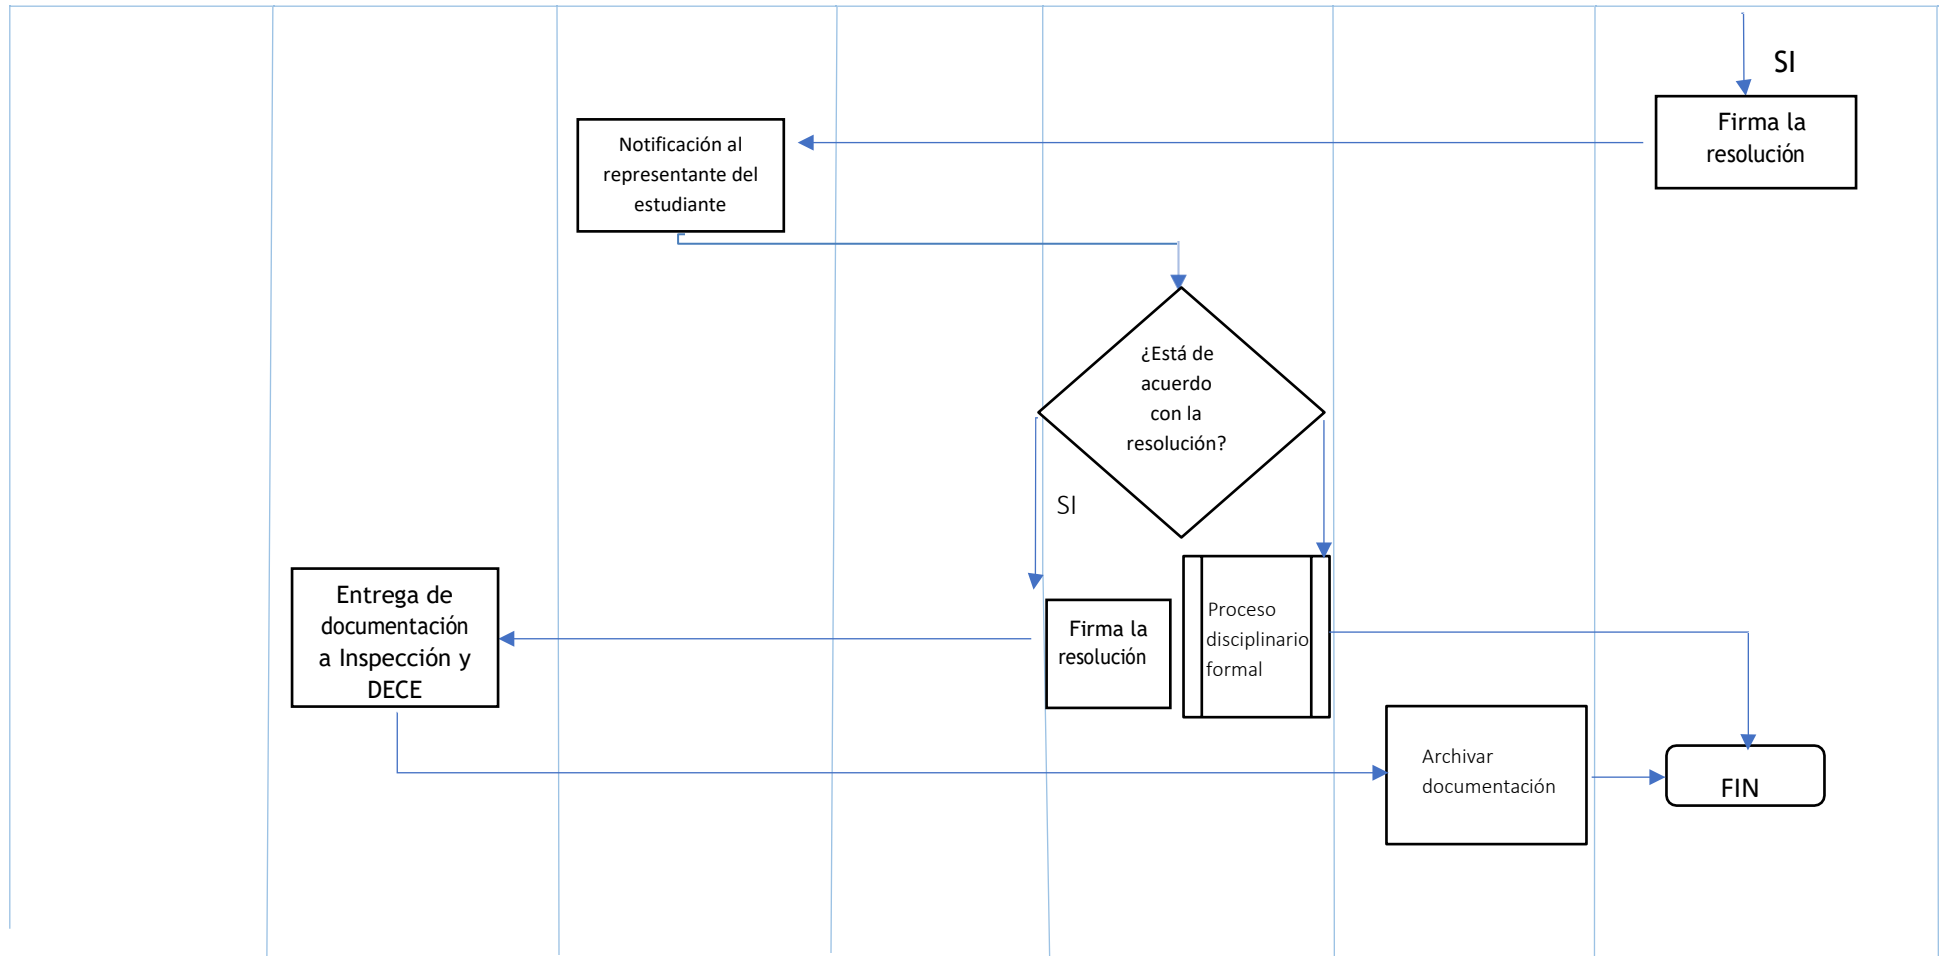 SI
Firma la
resolución
Notificación al
representante del
estudiante
¿Está de
acuerdo
con la
resolución?
SI
Entrega de
documentación
a Inspección y
DECE
Firma la
resolución
Proceso
disciplinario
formal
Archivar
documentación
FIN